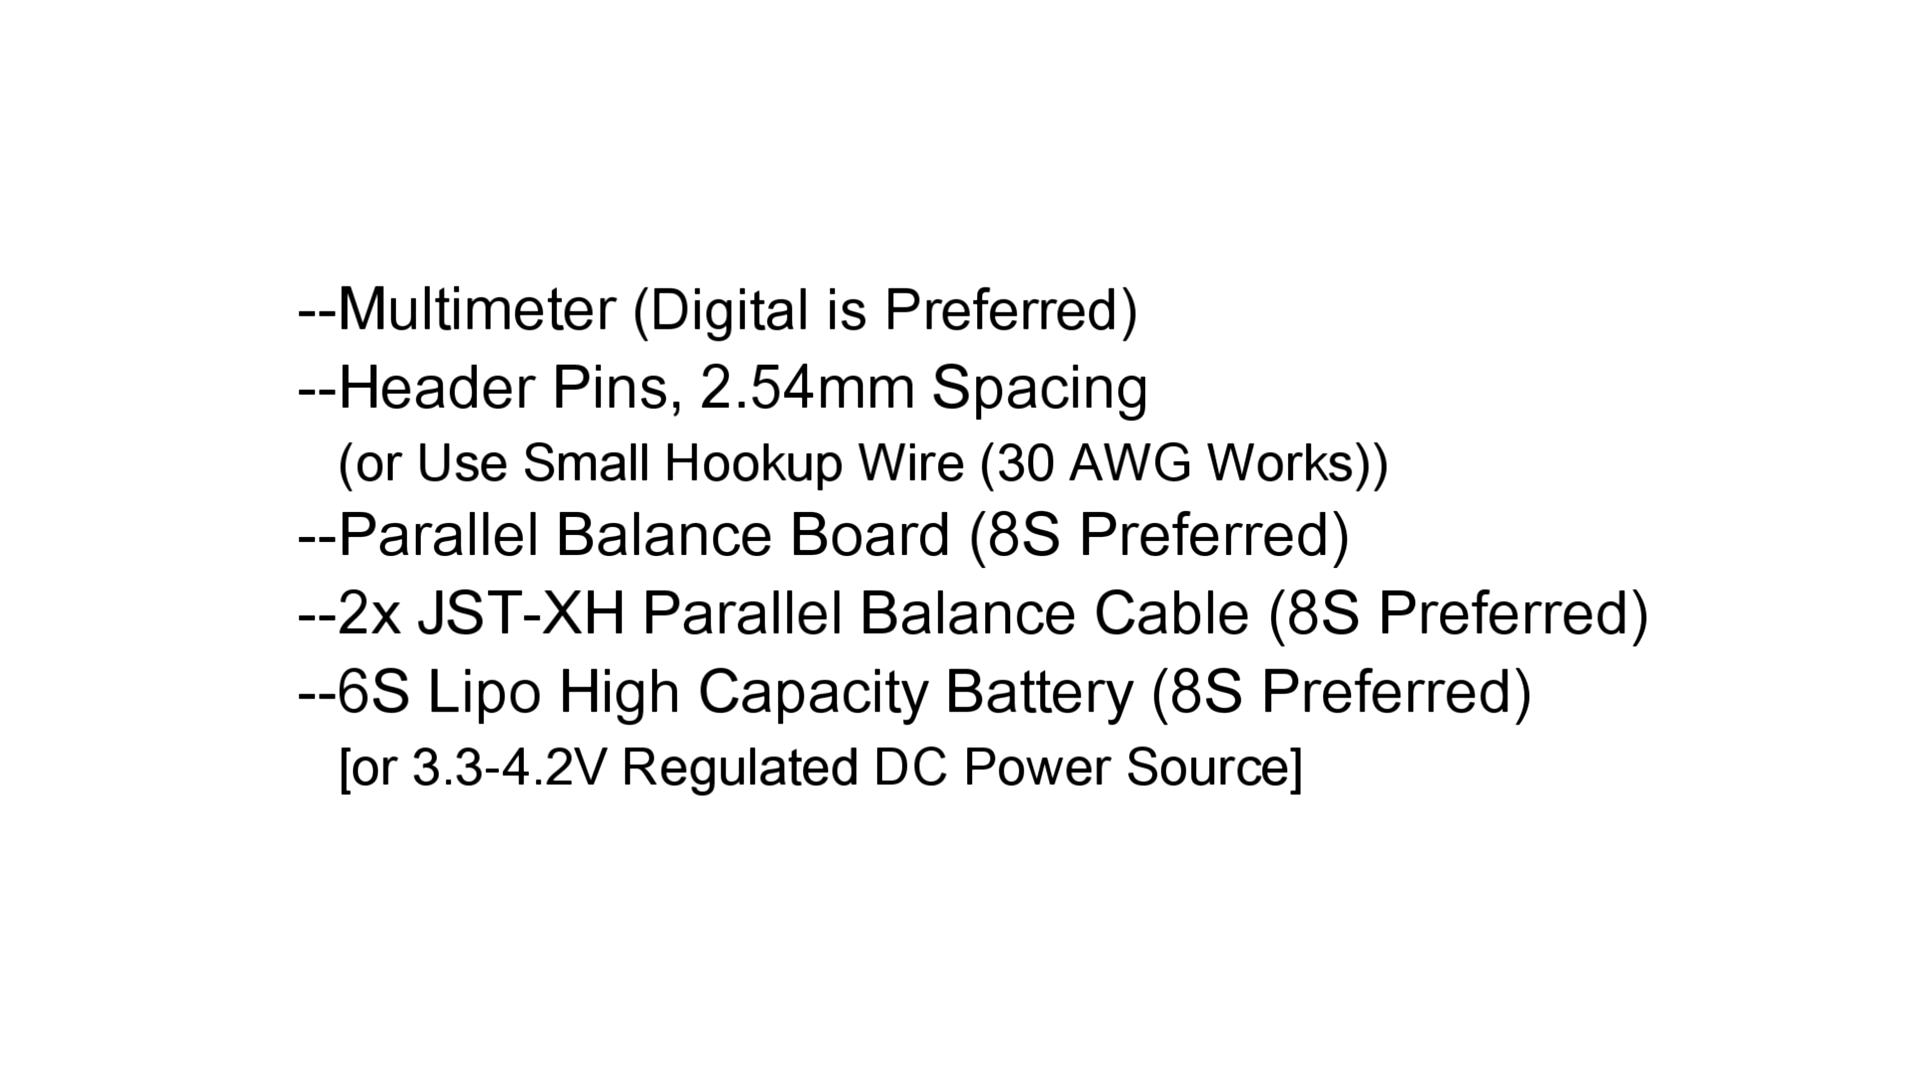 --Multimeter (Digital is Preferred)
--Header Pins, 2.54mm Spacing
(or Use Small Hookup Wire (30 AWG Works))
--Parallel Balance Board (8S Preferred)
--2x JST-XH Parallel Balance Cable (8S Preferred)
--6S Lipo High Capacity Battery (8S Preferred)
[or 3.3-4.2V Regulated DC Power Source]